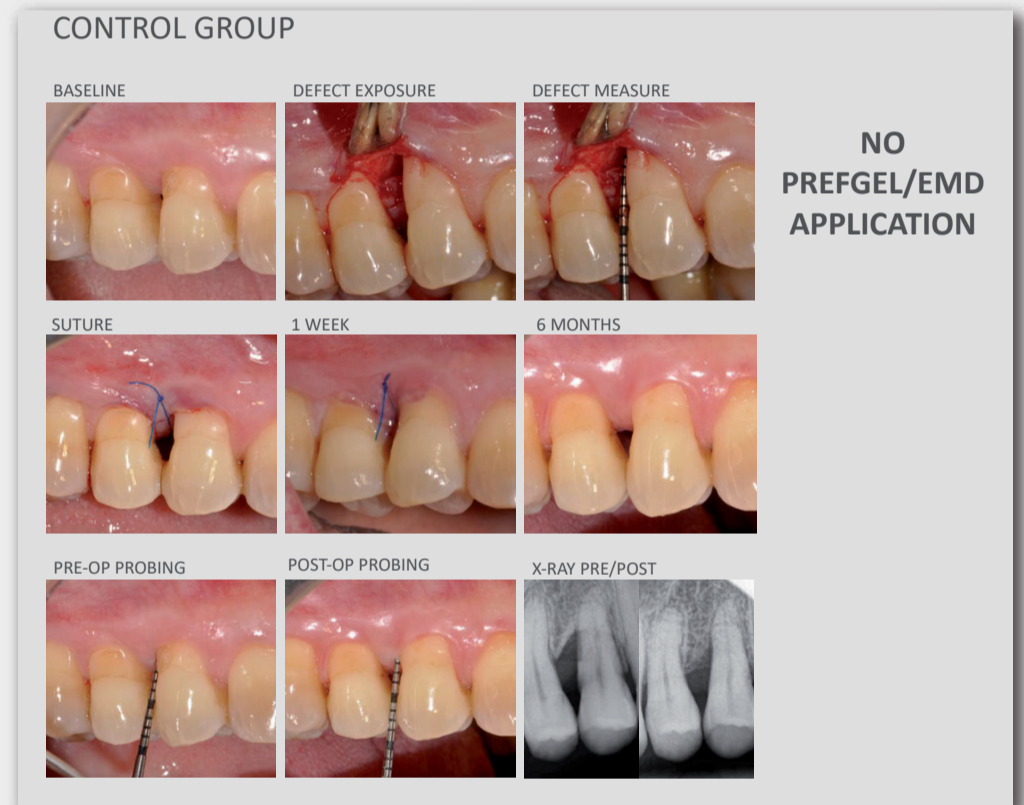 CONTROL GROUP
BASELINE
DEFECT EXPOSURE
DEFECT MEASURE
NO
PREFGEL/EMD
APPLICATION
SUTURE
1 WEEK
6 MONTHS
PRE-OP PROBING
POST-OP PROBING
X-RAY PRE/POST